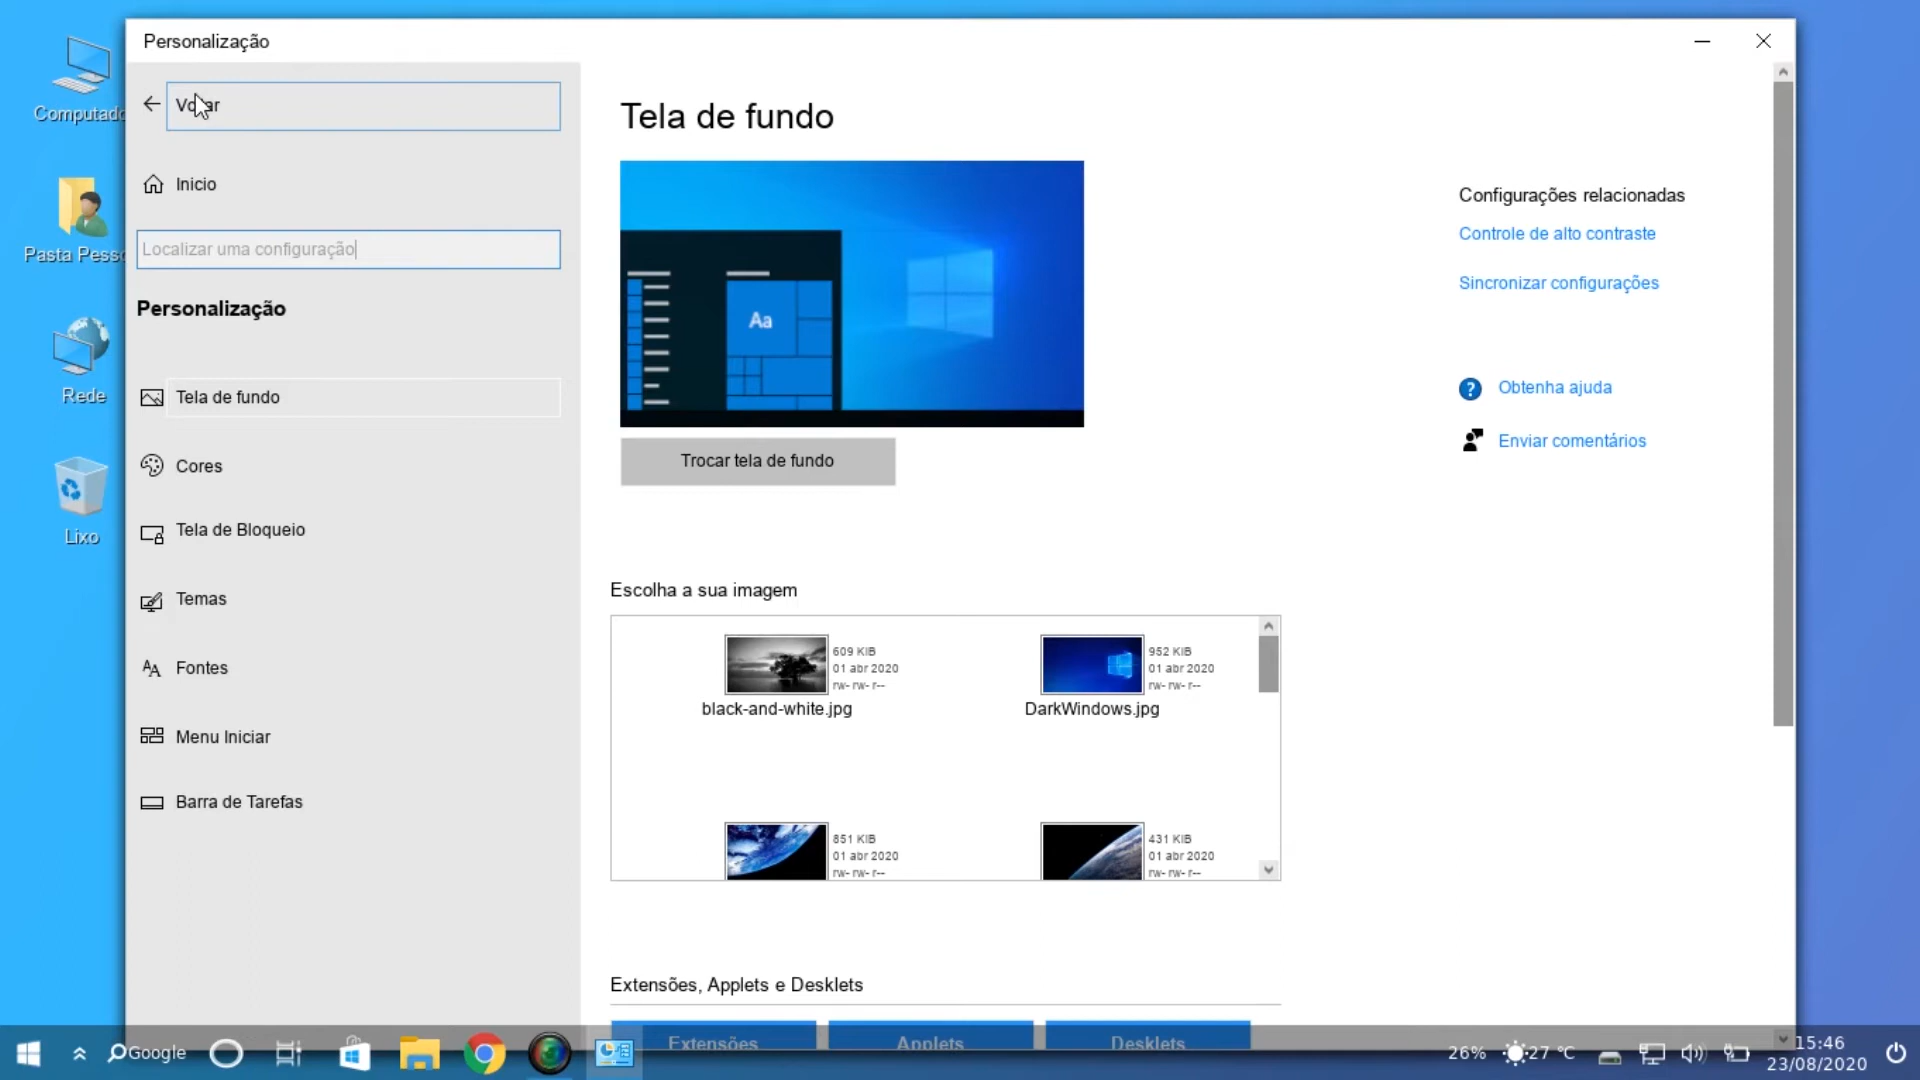 Personalização
Inicio
Localizar uma configuração
Personalização
Tela de fundo
Cores
Tela de Bloqueio
Temas
Fontes
Menu Iniciar
Barra de Tarefas
Tela de fundo
Aa
Trocar tela de fundo
Configurações relacionadas
Controle de alto contraste
Sincronizar configurações
? Obtenha ajuda
Enviar comentários
Escolha a sua imagem
609 KIB
01 abr 2020
rw- rw- r--
black-and-white.jpg
952 KIB
01 abr 2020
rw- rw- r--
DarkWindows.jpg
851 KIB
01 abr 2020
rw- rw- r--
431 KIB
01 abr 2020
rw- rw- r--
Extensões, Applets e Desklets
Extensões
Applets
Desklets
Rede
Lixo
Google
26%
27 °C
15:46
23/08/2020